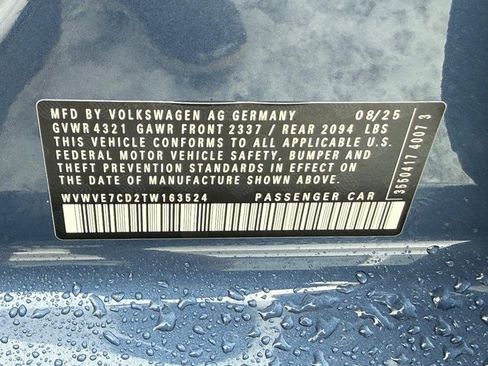 MFD BY VOLKSWAGEN AG GERMANY 08/25
GVWR 4321 GAWR FRONT 2337 / REAR 2094 LBS
THIS VEHICLE CONFORMS TO ALL APPLICABLE U.S.
FEDERAL MOTOR VEHICLE SAFETY, BUMPER AND
THEFT PREVENTION STANDARDS IN EFFECT ON
THE DATE OF MANUFACTURE SHOWN ABOVE.
WVWVE7CD2TW163524 PASSENGER CAR
3550417 4007 3